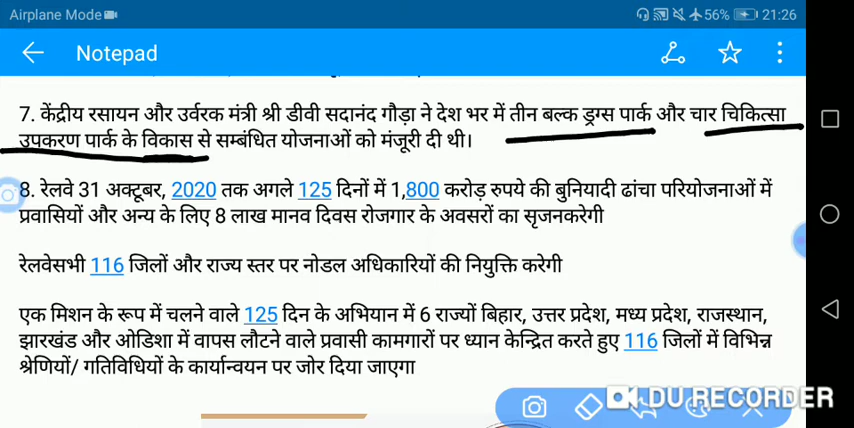 Airplane Mode 56% 21:26
Notepad
7. केंद्रीय रसायन और उर्वरक मंत्री श्री डीवी सदानंद गौड़ा ने देश भर में तीन बल्क ड्रग्स पार्क और चार चिकित्सा
उपकरण पार्क के विकास से सम्बंधित योजनाओं को मंजूरी दी थी।
8. रेलवे 31 अक्टूबर, 2020 तक अगले 125 दिनों में 1,800 करोड़ रुपये की बुनियादी ढांचा परियोजनाओं में
प्रवासियों और अन्य के लिए 8 लाख मानव दिवस रोजगार के अवसरों का सृजनकरेगी
रेलवेसभी 116 जिलों और राज्य स्तर पर नोडल अधिकारियों की नियुक्ति करेगी
एक मिशन के रूप में चलने वाले 125 दिन के अभियान में 6 राज्यों बिहार, उत्तर प्रदेश, मध्य प्रदेश, राजस्थान,
झारखंड और ओडिशा में वापस लौटने वाले प्रवासी कामगारों पर ध्यान केन्द्रित करते हुए 116 जिलों में विभिन्न
श्रेणियों/ गतिविधियों के कार्यान्वयन पर जोर दिया जाएगा
DU RECORDER